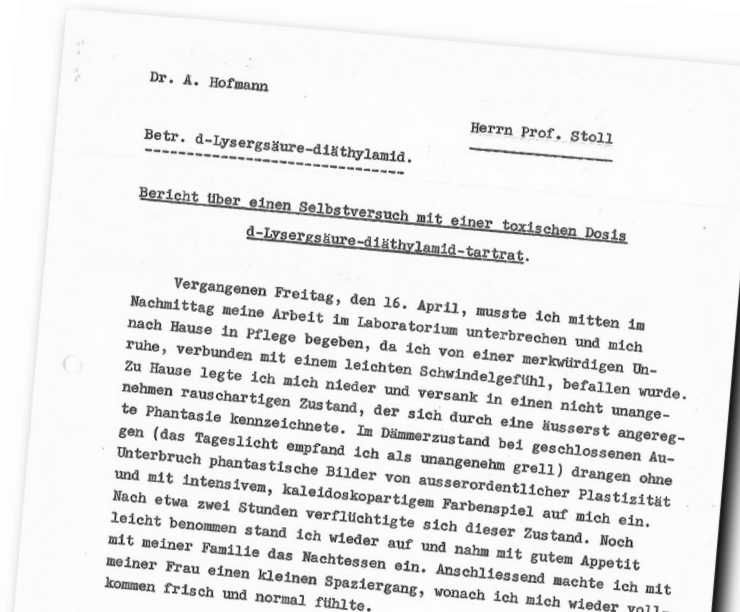 Dr. A. Hofmann
Herrn Prof. Stoll
Betr. d-Lysergsäure-diäthylamid.
Bericht über einen Selbstversuch mit einer toxischen Dosis
d-Lysergsäure-diäthylamid-tartrat.
Vergangenen Freitag, den 16. April, musste ich mitten im
Nachmittag meine Arbeit im Laboratorium unterbrechen und mich
nach Hause in Pflege begeben, da ich von einer merkwürdigen Un-
ruhe, verbunden mit einem leichten Schwindelgefühl, befallen wurde.
Zu Hause legte ich mich nieder und versank in einen nicht unange-
nehmen rauschartigen Zustand, der sich durch eine äusserst angereg-
te Phantasie kennzeichnete. Im Dämmerzustand bei geschlossenen Au-
gen (das Tageslicht empfand ich als unangenehm grell) drangen ohne
Unterbruch phantastische Bilder von ausserordentlicher Plastizität
und mit intensivem, kaleidoskopartigem Farbenspiel auf mich ein.
Nach etwa zwei Stunden verflüchtigte sich dieser Zustand. Noch
leicht benommen stand ich wieder auf und nahm mit gutem Appetit
mit meiner Familie das Nachtessen ein. Anschliessend machte ich mit
meiner Frau einen kleinen Spaziergang, wonach ich mich wieder voll-
kommen frisch und normal fühlte.